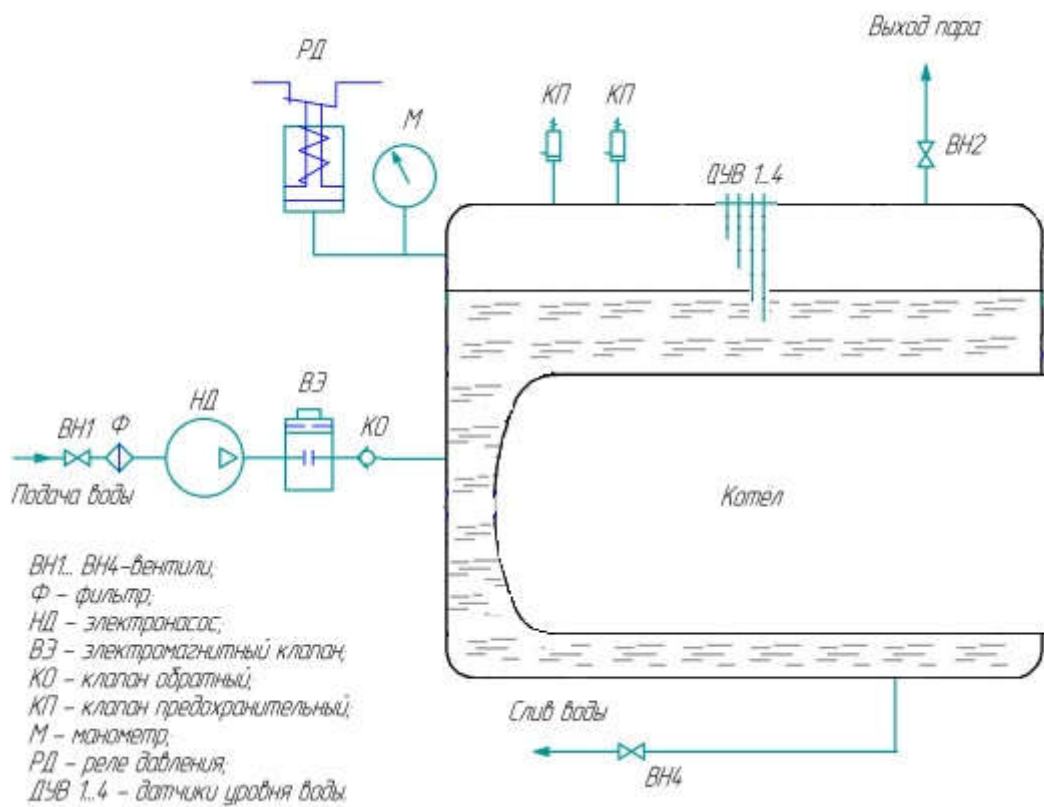 Выход пара
РД
КП
КП
М
ВН2
ДУВ 1...4
ВЭ
НД
КО
ВН1
Ф
Подача воды
Котёл
ВН1... ВН4-вентили;
Ф - фильтр;
НД - электронасос;
ВЭ - электромагнитный клапан;
КО - клапан обратный;
КП - клапан предохранительный;
М - манометр;
РД - реле давления;
ДУВ 1...4 - датчики уровня воды.
Слив воды
ВН4